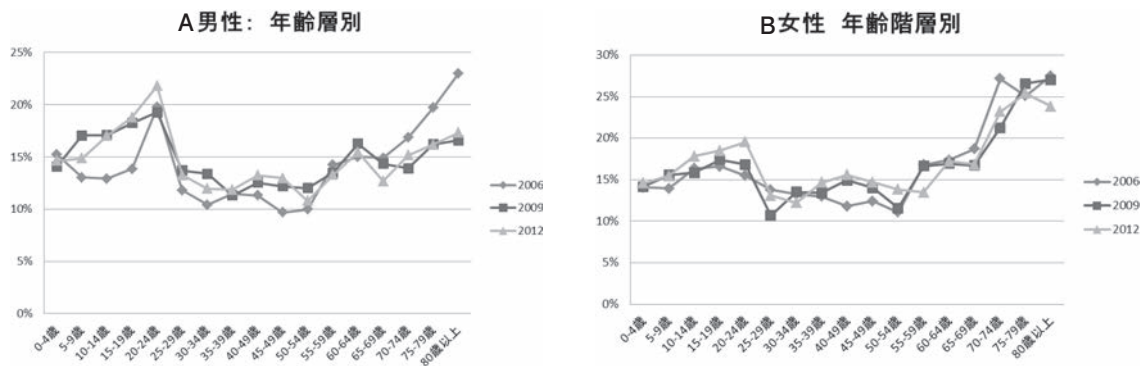 A 男性： 年齢層別
25%
20%
15%
10%
5%
0%
2006
2009
2012
0-4歳
5-9歳
10-14歳
15-19歳
20-24歳
25-29歳
30-34歳
35-39歳
40-49歳
45-49歳
50-54歳
55-59歳
60-64歳
65-69歳
70-74歳
75-79歳
80歳以上
B 女性 年齢階層別
30%
25%
20%
15%
10%
5%
0%
2006
2009
2012
0-4歳
5-9歳
10-14歳
15-19歳
20-24歳
25-29歳
30-34歳
35-39歳
40-49歳
45-49歳
50-54歳
55-59歳
60-64歳
65-69歳
70-74歳
75-79歳
80歳以上